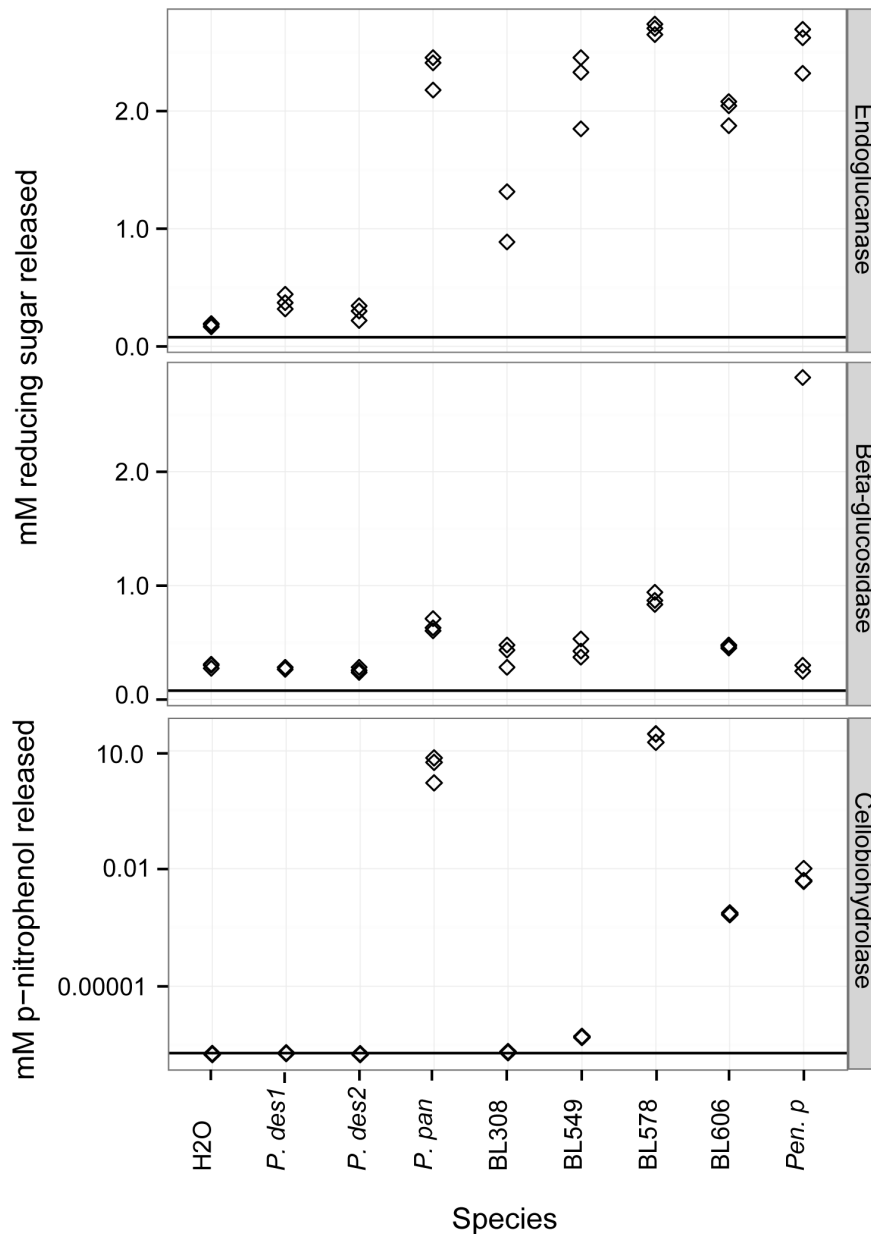 mM reducing sugar released
2.0
1.0
0.0
Endoglucanase
2.0
1.0
0.0
Beta-glucosidase
mM p-nitrophenol released
10.0
0.01
0.00001
Cellobiohydrolase
H2O
P. des1
P. des2
P. pan
BL308
BL549
BL578
BL606
Pen. p
Species